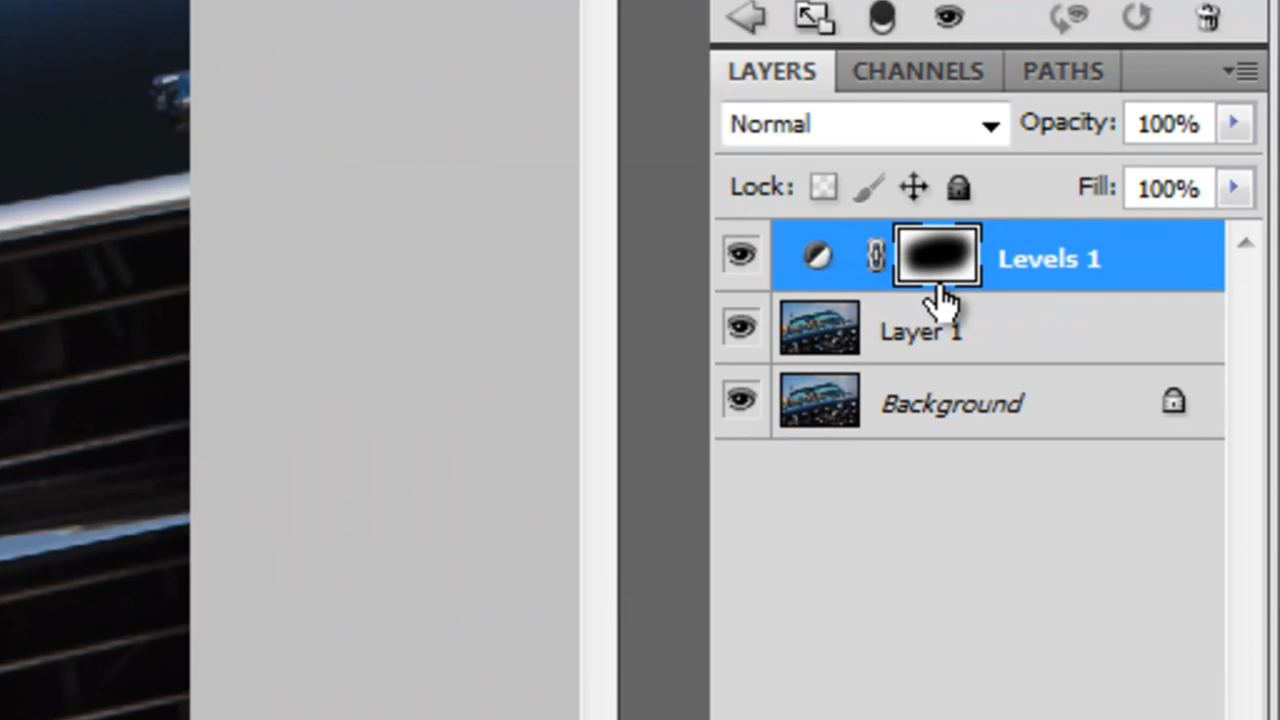 LAYERS CHANNELS PATHS
Normal Opacity: 100%
Lock: Fill: 100%
Levels 1
Layer 1
Background